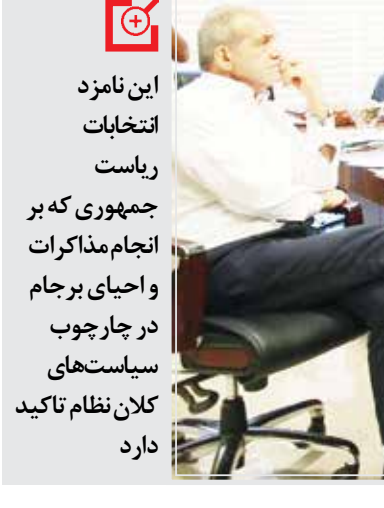 این نامزد
انتخابات
ریاست
جمهوری که بر
انجام مذاکرات
و احیای برجام
در چارچوب
سیاست‌های
کلان نظام تاکید
دارد